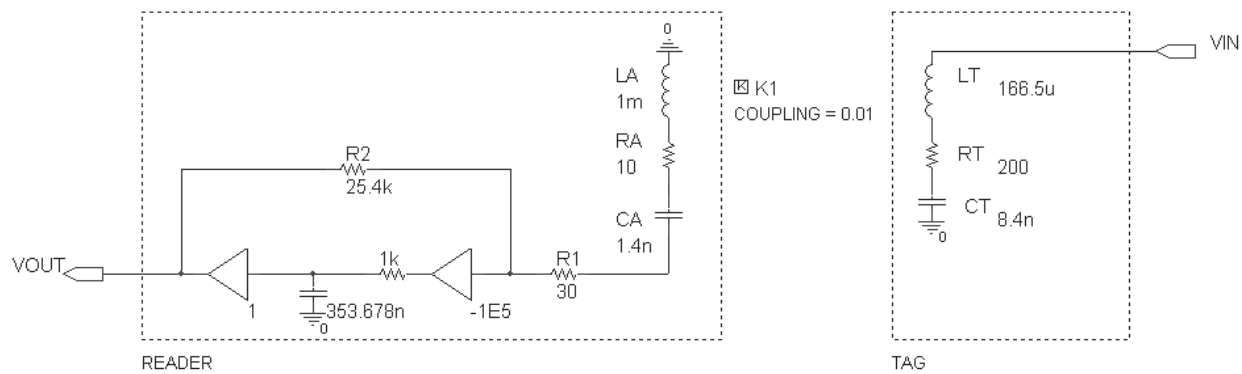 0
VIN
LA
1m
K K1
COUPLING = 0.01
LT
166.5u
R2
25.4k
RA
10
RT
200
CA
1.4n
CT
8.4n
0
VOUT
1k
R1
30
1
353.678n
0
-1E5
READER
TAG